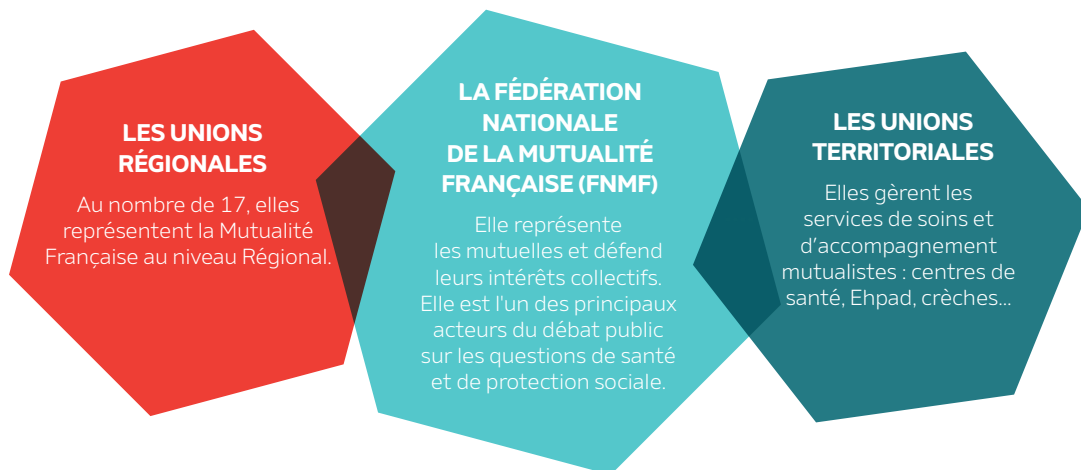 LES UNIONS
RÉGIONALES
Au nombre de 17, elles
représentent la Mutualité
Française au niveau Régional.
LA FÉDÉRATION
NATIONALE
DE LA MUTUALITÉ
FRANÇAISE (FNMF)
Elle représente
les mutuelles et défend
leurs intérêts collectifs.
Elle est l'un des principaux
acteurs du débat public
sur les questions de santé
et de protection sociale.
LES UNIONS
TERRITORIALES
Elles gèrent les
services de soins et
d'accompagnement
mutualistes : centres de
santé, Ehpad, crèches...